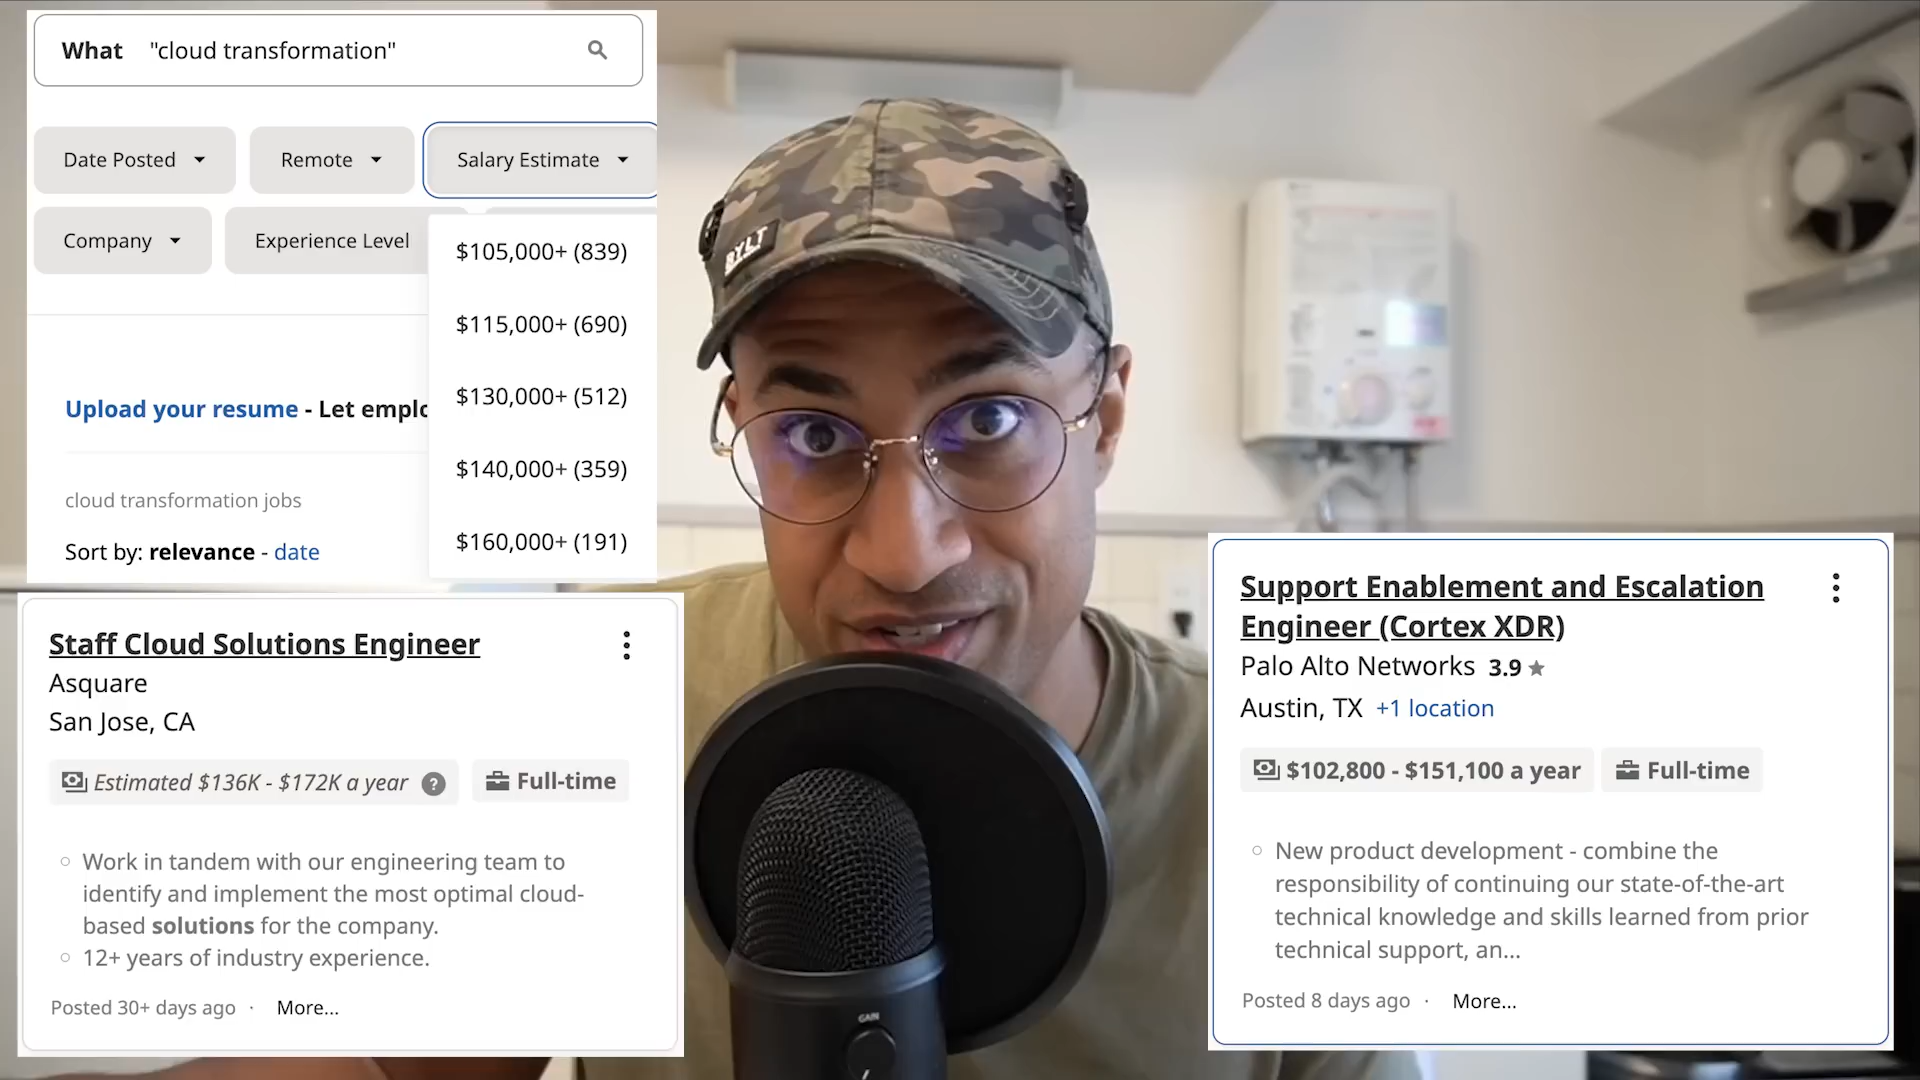 What "cloud transformation"
Date Posted
Remote
Salary Estimate
Company
Experience Level
$105,000+ (839)
$115,000+ (690)
$130,000+ (512)
$140,000+ (359)
$160,000+ (191)
Upload your resume - Let emplo
cloud transformation jobs
Sort by: relevance - date
BYLT
Staff Cloud Solutions Engineer
Asquare
San Jose, CA
Estimated $136K - $172K a year ?
Full-time
Work in tandem with our engineering team to
identify and implement the most optimal cloud-
based solutions for the company.
12+ years of industry experience.
Posted 30+ days ago · More...
GAIN
Support Enablement and Escalation
Engineer (Cortex XDR)
Palo Alto Networks 3.9
Austin, TX +1 location
$102,800 - $151,100 a year
Full-time
New product development - combine the
responsibility of continuing our state-of-the-art
technical knowledge and skills learned from prior
technical support, an...
Posted 8 days ago · More...